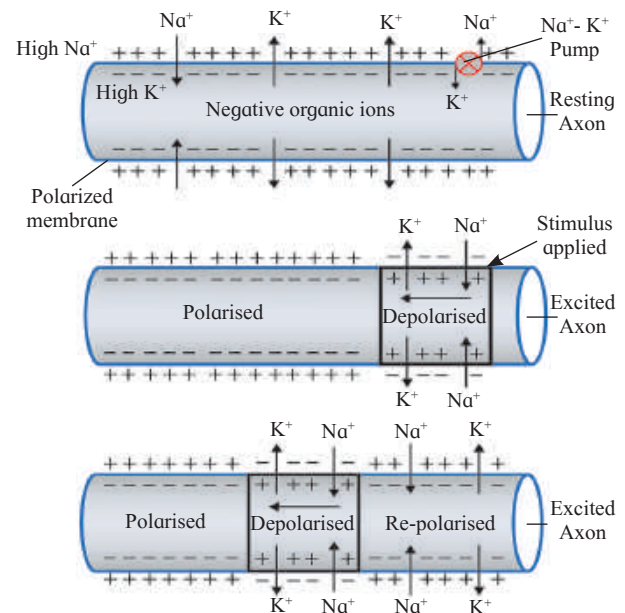 Na⁺ K⁺ K⁺ Na⁺ Na⁺- K⁺
Pump
High Na⁺ +++ ++++ +++++ +++ ++
High K⁺
K⁺
Negative organic ions
Resting
Axon
Polarized
membrane
K⁺ Na⁺ Stimulus
applied
Polarised
Depolarised
Excited
Axon
K⁺ Na⁺
K⁺ Na⁺ Na⁺ K⁺
Polarised
Depolarised
Re-polarised
Excited
Axon
K⁺ Na⁺ Na⁺ K⁺